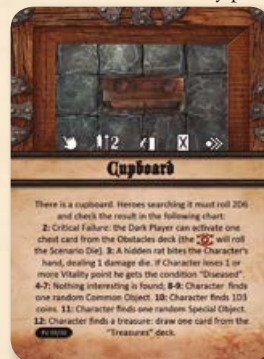 2
X
Cupboard
There is a cupboard. Heroes searching it must roll 2D6
and check the result in the following chart:
2: Critical Failure: the Dark Player can activate one
chest card from the Obstacles deck (the will roll
the Scenario Die). 3: A hidden rat bites the Character's
hand, dealing 1 damage die. If Character loses 1 or
more Vitality point he gets the condition "Diseased".
4-7: Nothing interesting is found; 8-9: Character finds
one random Common Object. 10: Character finds 1D3
coins. 11: Character finds one random Special Object.
12: Character finds a treasure: draw one card from the
"Treasures" deck.